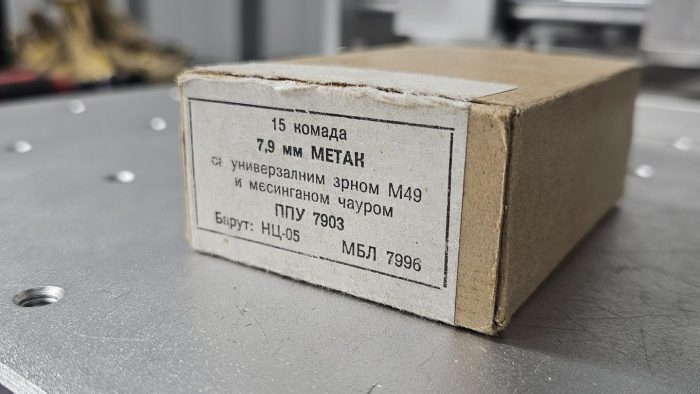 15 комада
7,9 мм МЕТАК
са универзалним зрном М49
и месинганом чауром
ППУ 7903
Барут: НЦ-05
МБЛ 7996